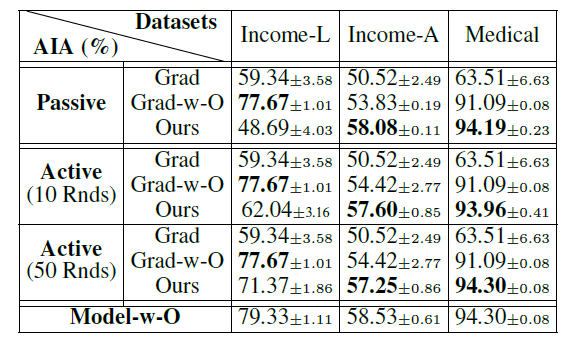 Datasets
AIA (%)
Income-L Income-A Medical
Passive
Grad 59.34±3.58 50.52±2.49 63.51±6.63
Grad-w-O 77.67±1.01 53.83±0.19 91.09±0.08
Ours 48.69±4.03 58.08±0.11 94.19±0.23
Active
(10 Rnds)
Grad 59.34±3.58 50.52±2.49 63.51±6.63
Grad-w-O 77.67±1.01 54.42±2.77 91.09±0.08
Ours 62.04±3.16 57.60±0.85 93.96±0.41
Active
(50 Rnds)
Grad 59.34±3.58 50.52±2.49 63.51±6.63
Grad-w-O 77.67±1.01 54.42±2.77 91.09±0.08
Ours 71.37±1.86 57.25±0.86 94.30±0.08
Model-w-O 79.33±1.11 58.53±0.61 94.30±0.08